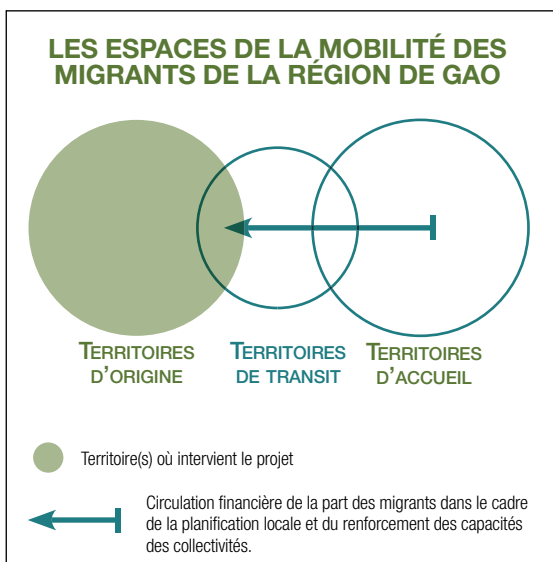 LES ESPACES DE LA MOBILITÉ DES
MIGRANTS DE LA RÉGION DE GAO
TERRITOIRES
D'ORIGINE
TERRITOIRES
DE TRANSIT
TERRITOIRES
D'ACCUEIL
Territoire(s) où intervient le projet
Circulation financière de la part des migrants dans le cadre
de la planification locale et du renforcement des capacités
des collectivités.